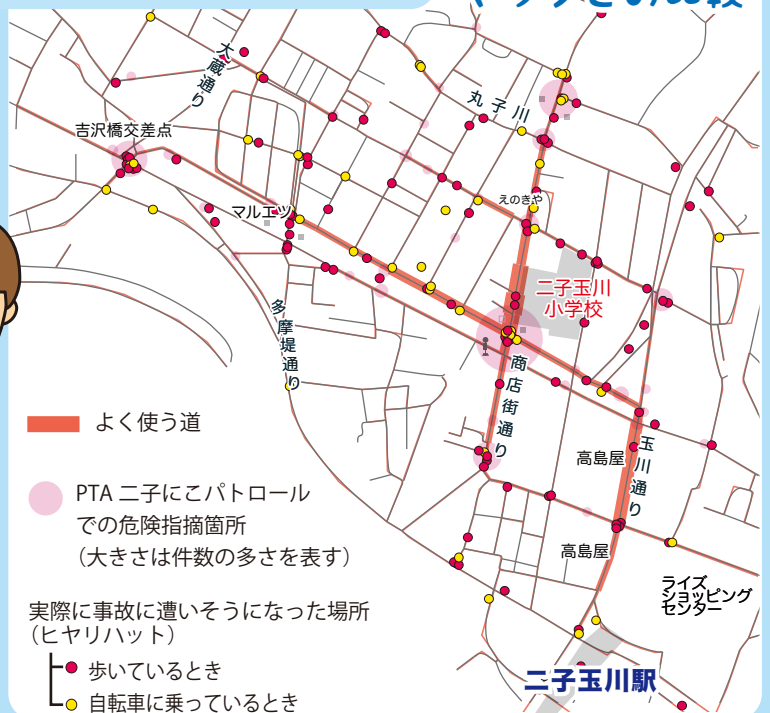 大蔵通り
丸子川
吉沢橋交差点
えのきや
マルエツ
二子玉川
小学校
多摩堤通り
商店街通り
よく使う道
高島屋
玉川通り
PTA 二子にこパトロール
での危険指摘箇所
（大きさは件数の多さを表す）
高島屋
ライズ
ショッピング
センター
実際に事故に遭いそうになった場所
（ヒヤリハット）
歩いているとき
自転車に乗っているとき
二子玉川駅